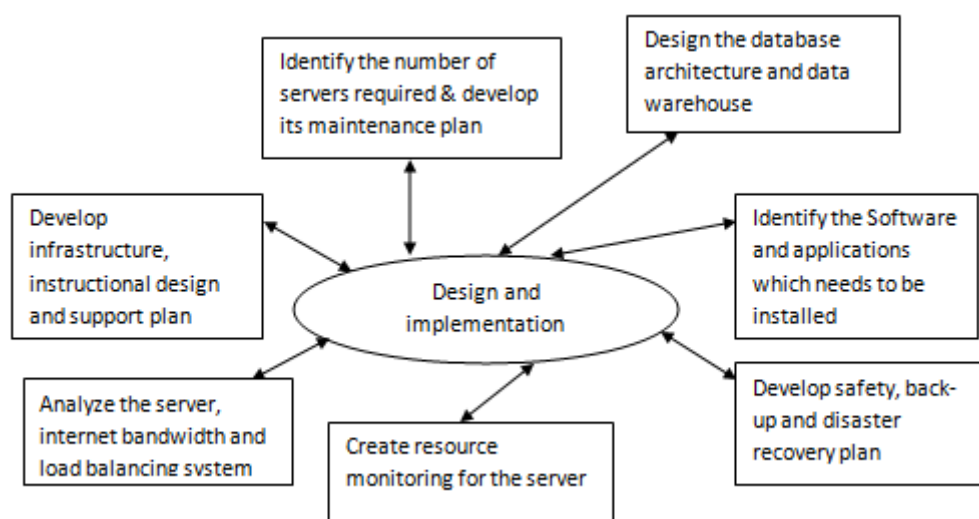 Identify the number of
servers required & develop
its maintenance plan
Design the database
architecture and data
warehouse
Develop
infrastructure,
instructional design
and support plan
Identify the Software
and applications
which needs to be
installed
Design and
implementation
Analyze the server,
internet bandwidth and
load balancing system
Create resource
monitoring for the server
Develop safety, back-
up and disaster
recovery plan